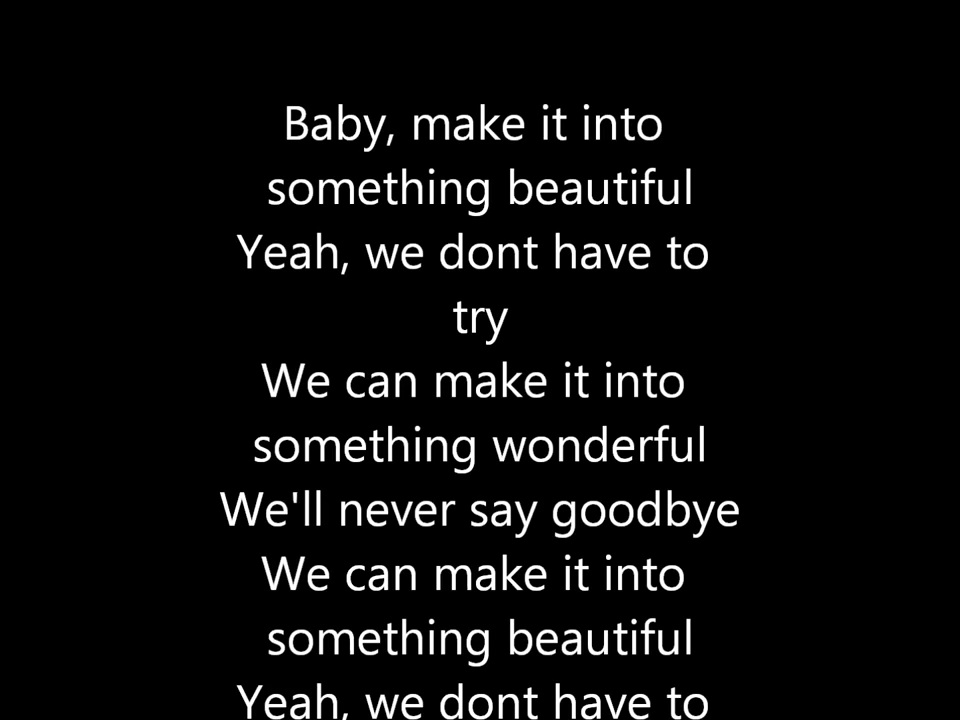 Baby, make it into
something beautiful
Yeah, we dont have to
try
We can make it into
something wonderful
We'll never say goodbye
We can make it into
something beautiful
Yeah, we dont have to